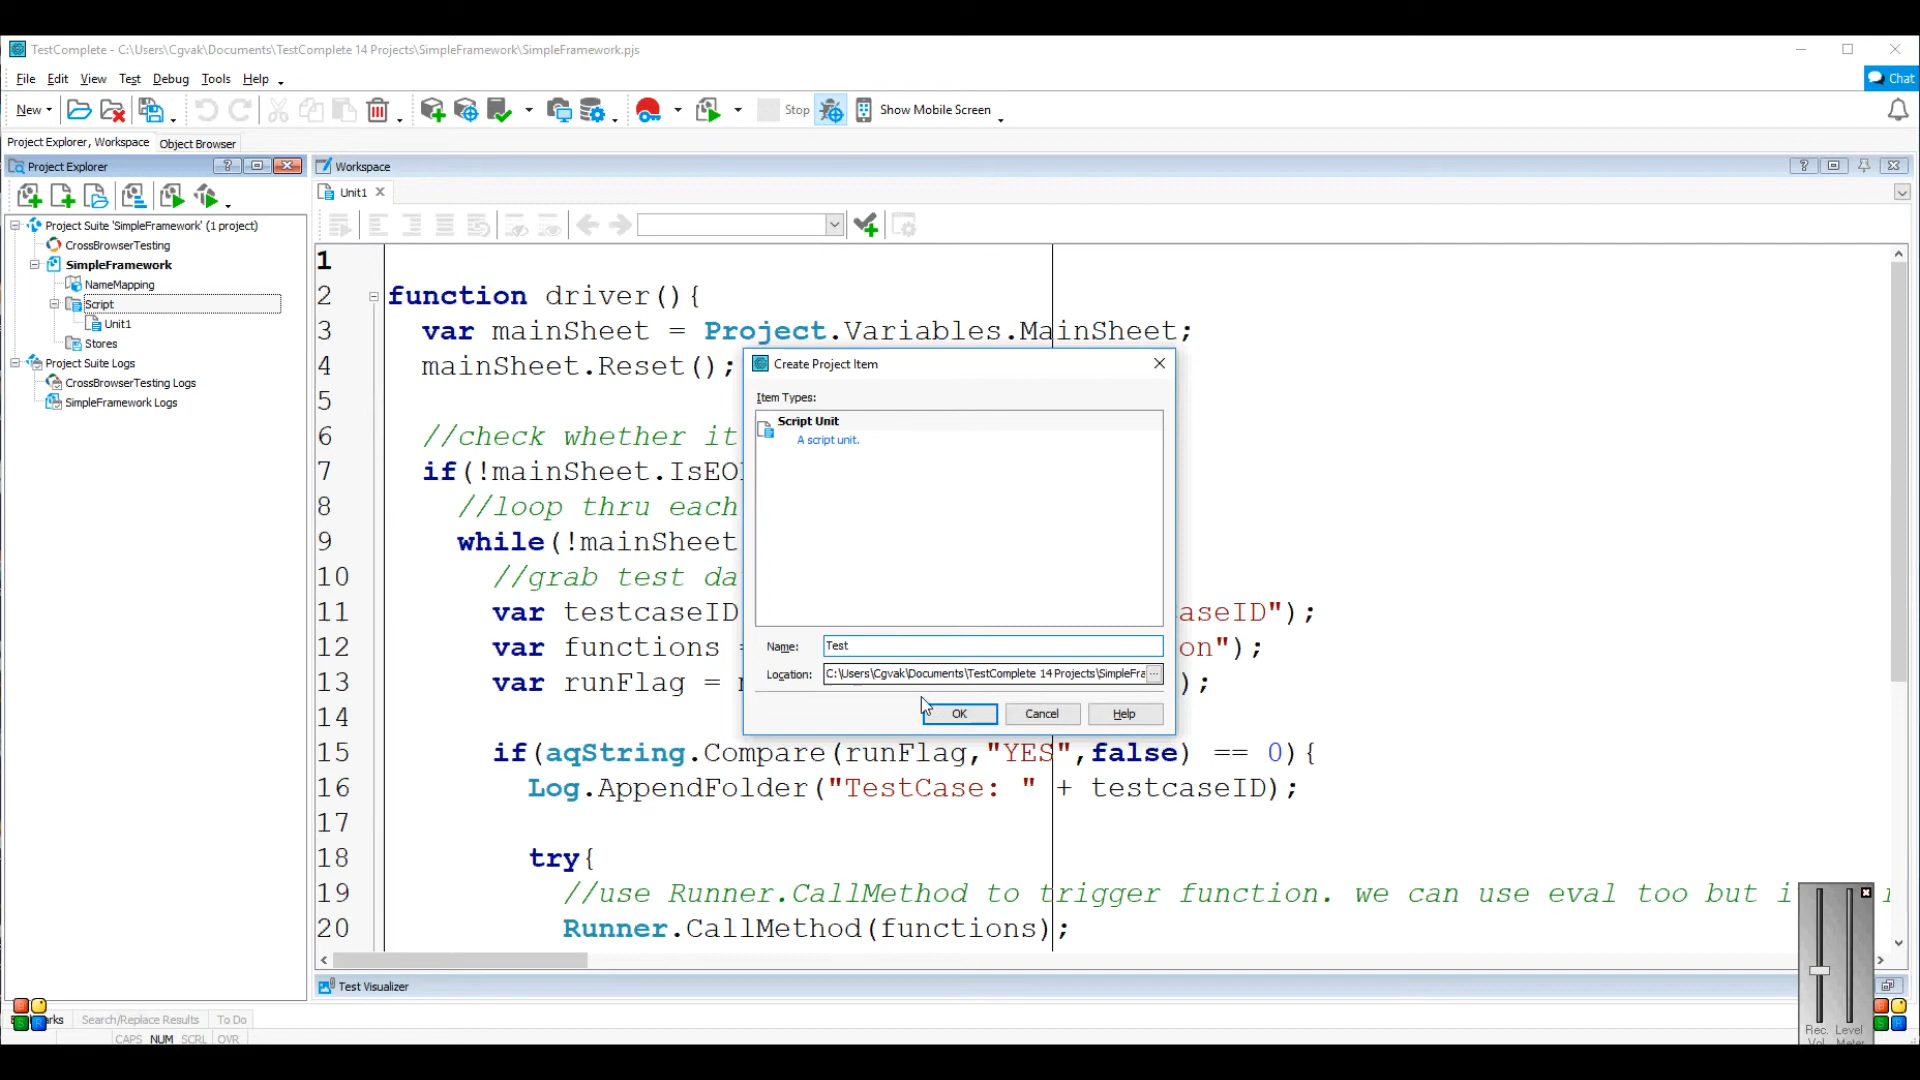 TestComplete - C:\Users\Cgvak\Documents\TestComplete 14 Projects\SimpleFramework\SimpleFramework.pjs
File Edit View Test Debug Tools Help
Chat
New Stop Show Mobile Screen
Project Explorer, Workspace Object Browser
Project Explorer
Workspace
Unit1
Project Suite 'SimpleFramework' (1 project)
CrossBrowserTesting
SimpleFramework
NameMapping
Script
Unit1
Stores
Project Suite Logs
CrossBrowserTesting Logs
SimpleFramework Logs
1
2 function driver(){
3 var mainSheet = Project.Variables.MainSheet;
4 mainSheet.Reset();
5
6 //check whether it
7 if(!mainSheet.IsEO
8 //loop thru each
9 while(!mainSheet
10 //grab test da
11 var testcaseID aseID");
12 var functions = on");
13 var runFlag = );
14
15 if(aqString.Compare(runFlag,"YES",false) == 0){
16 Log.AppendFolder("TestCase: " + testcaseID);
17
18 try{
19 //use Runner.CallMethod to trigger function. we can use eval too but i
20 Runner.CallMethod(functions);
Create Project Item
Item Types:
Script Unit
A script unit.
Name: Test
Location: C:\Users\Cgvak\Documents\TestComplete 14 Projects\SimpleFra ...
OK Cancel Help
Test Visualizer
rks Search/Replace Results To Do
CAPS NUM SCRL OVR
Rec. Level